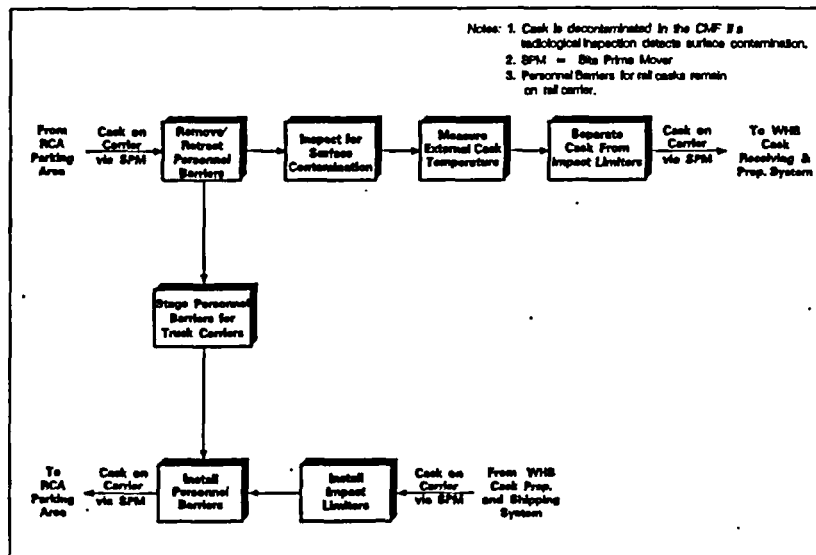 Notes: 1. Cask is decontaminated in the CMF if a
radiological inspection detects surface contamination.
2. SPM = Site Prime Mover
3. Personnel Barriers for rail casks remain
on rail carrier.
From
RCA
Parking
Area
Cask on
Carrier
via SPM
Remove/
Retract
Personnel
Barriers
Inspect for
Surface
Contamination
Measure
External Cask
Temperature
Separate
Cask From
Impact Limiters
Cask on
Carrier
via SPM
To WHB
Cask
Receiving &
Prep. System
Stage Personnel
Barriers for
Truck Carriers
To
RCA
Parking
Area
Cask on
Carrier
via SPM
Install
Personnel
Barriers
Install
Impact
Limiters
Cask on
Carrier
via SPM
From WHB
Cask Prep.
and Shipping
System